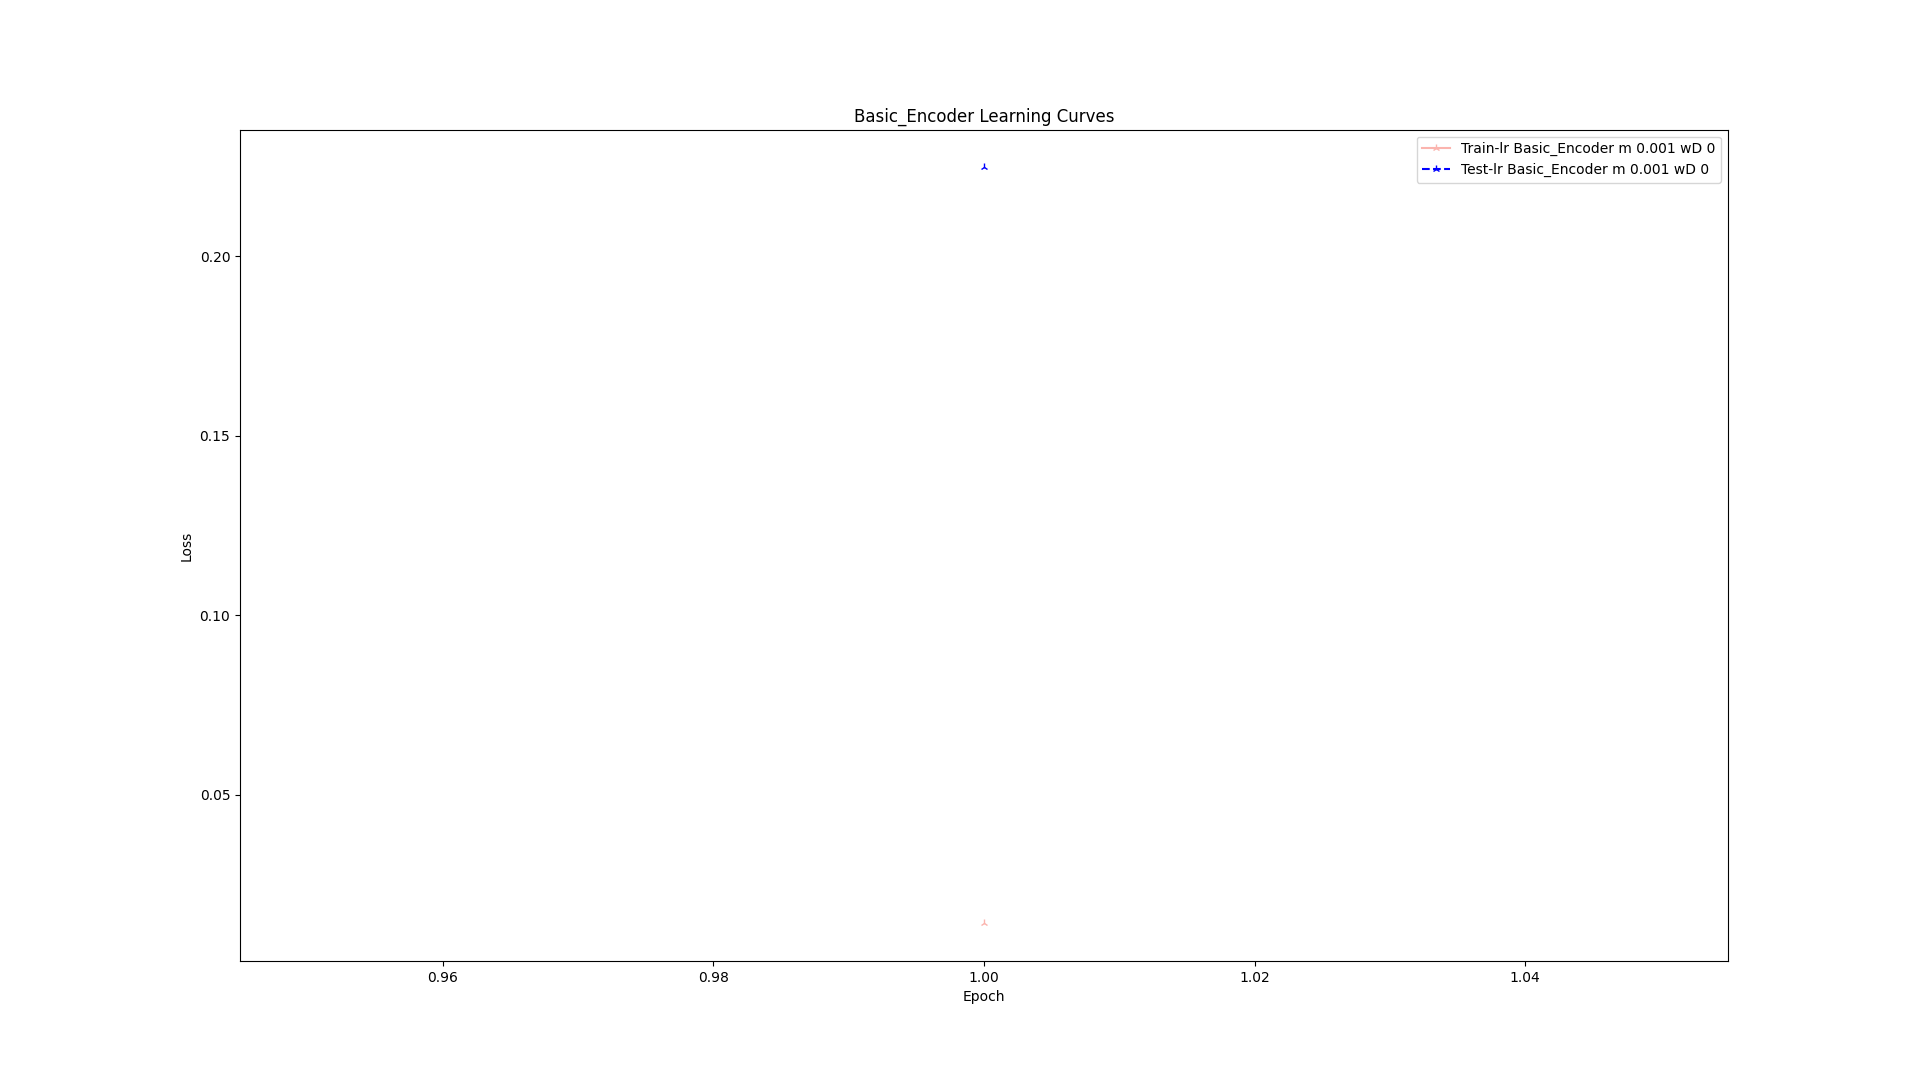 Basic_Encoder Learning Curves
Train-lr Basic_Encoder m 0.001 wD 0
Test-lr Basic_Encoder m 0.001 wD 0
0.20
0.15
0.10
0.05
Loss
0.96
0.98
1.00
1.02
1.04
Epoch